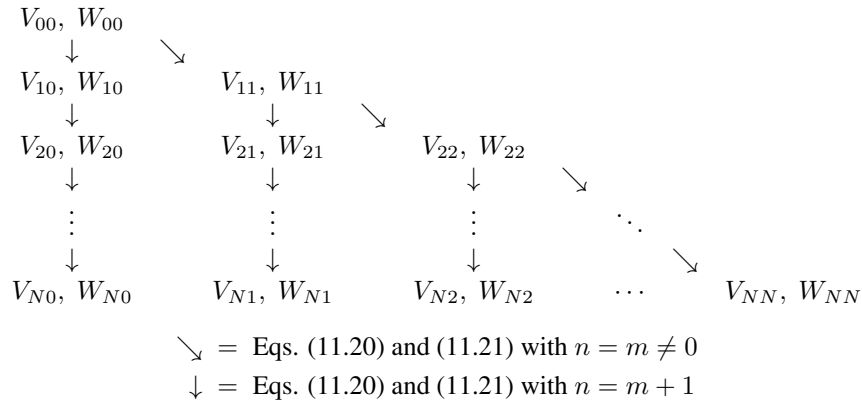 V₀₀, W₀₀
↓ ↘
V₁₀, W₁₀ V₁₁, W₁₁
↓ ↓ ↘
V₂₀, W₂₀ V₂₁, W₂₁ V₂₂, W₂₂
↓ ↓ ↓ ↘
⋮ ⋮ ⋮ ⋱
↓ ↓ ↓ ↘
V_{N0}, W_{N0} V_{N1}, W_{N1} V_{N2}, W_{N2} ⋯ V_{NN}, W_{NN}
↘ = Eqs. (11.20) and (11.21) with n = m ≠ 0
↓ = Eqs. (11.20) and (11.21) with n = m + 1